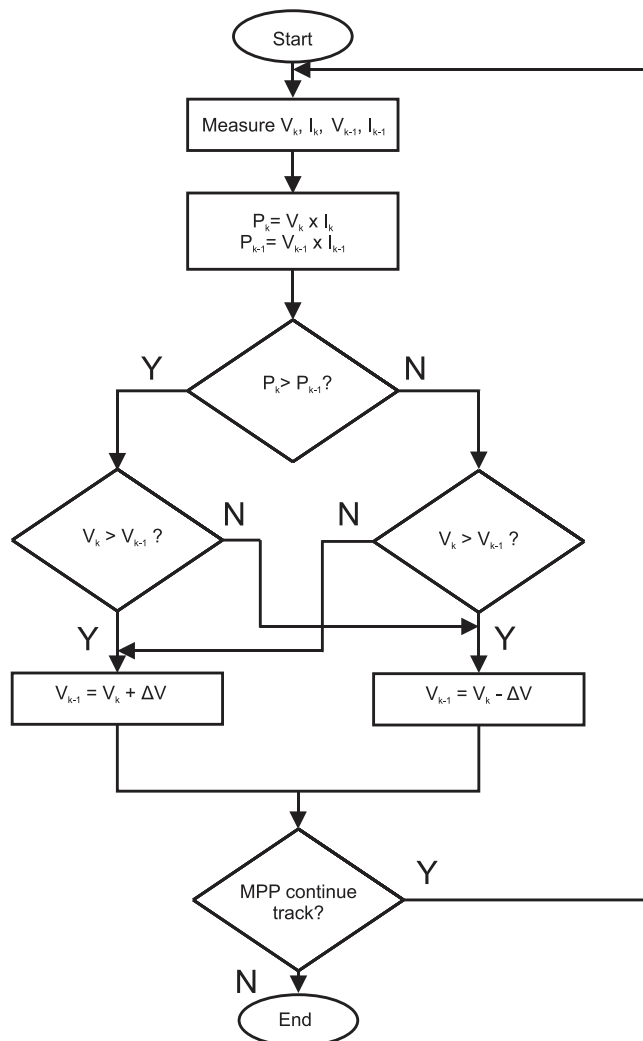 Start
Measure Vₖ, Iₖ, Vₖ₋₁, Iₖ₋₁
Pₖ= Vₖ x Iₖ
Pₖ₋₁= Vₖ₋₁ x Iₖ₋₁
Pₖ> Pₖ₋₁?
Y
N
Vₖ > Vₖ₋₁ ?
N
N
Vₖ > Vₖ₋₁ ?
Y
Y
Vₖ₋₁ = Vₖ + ΔV
Vₖ₋₁ = Vₖ - ΔV
MPP continue
track?
Y
N
End